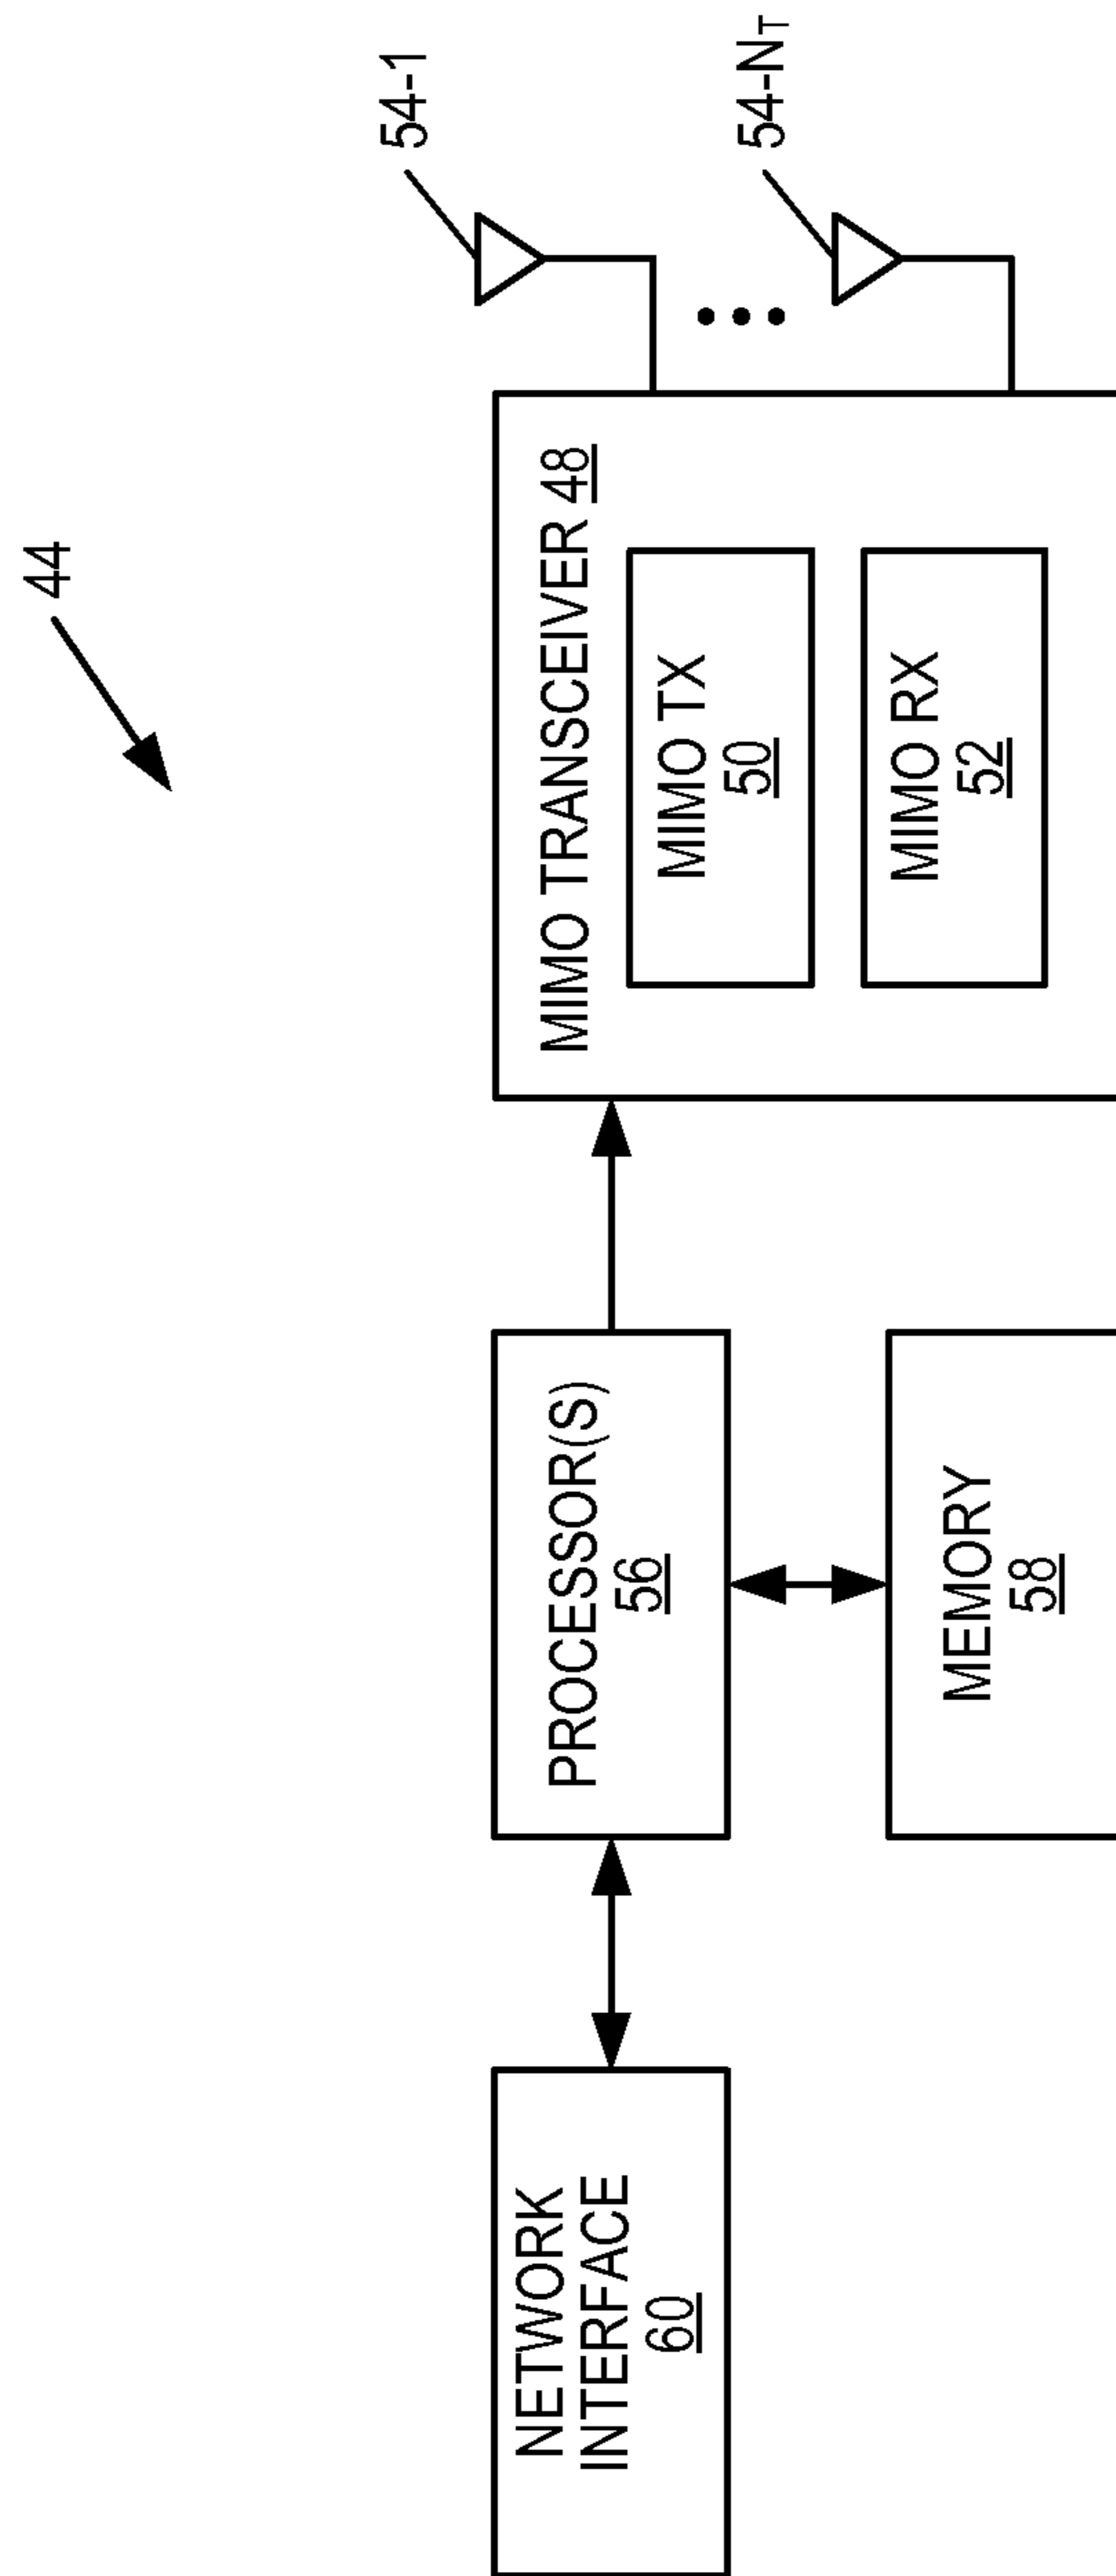 44
54-1
54-NT
MIMO TRANSCEIVER 48
MIMO TX
50
MIMO RX
52
PROCESSOR(S)
56
MEMORY
58
NETWORK
INTERFACE
60